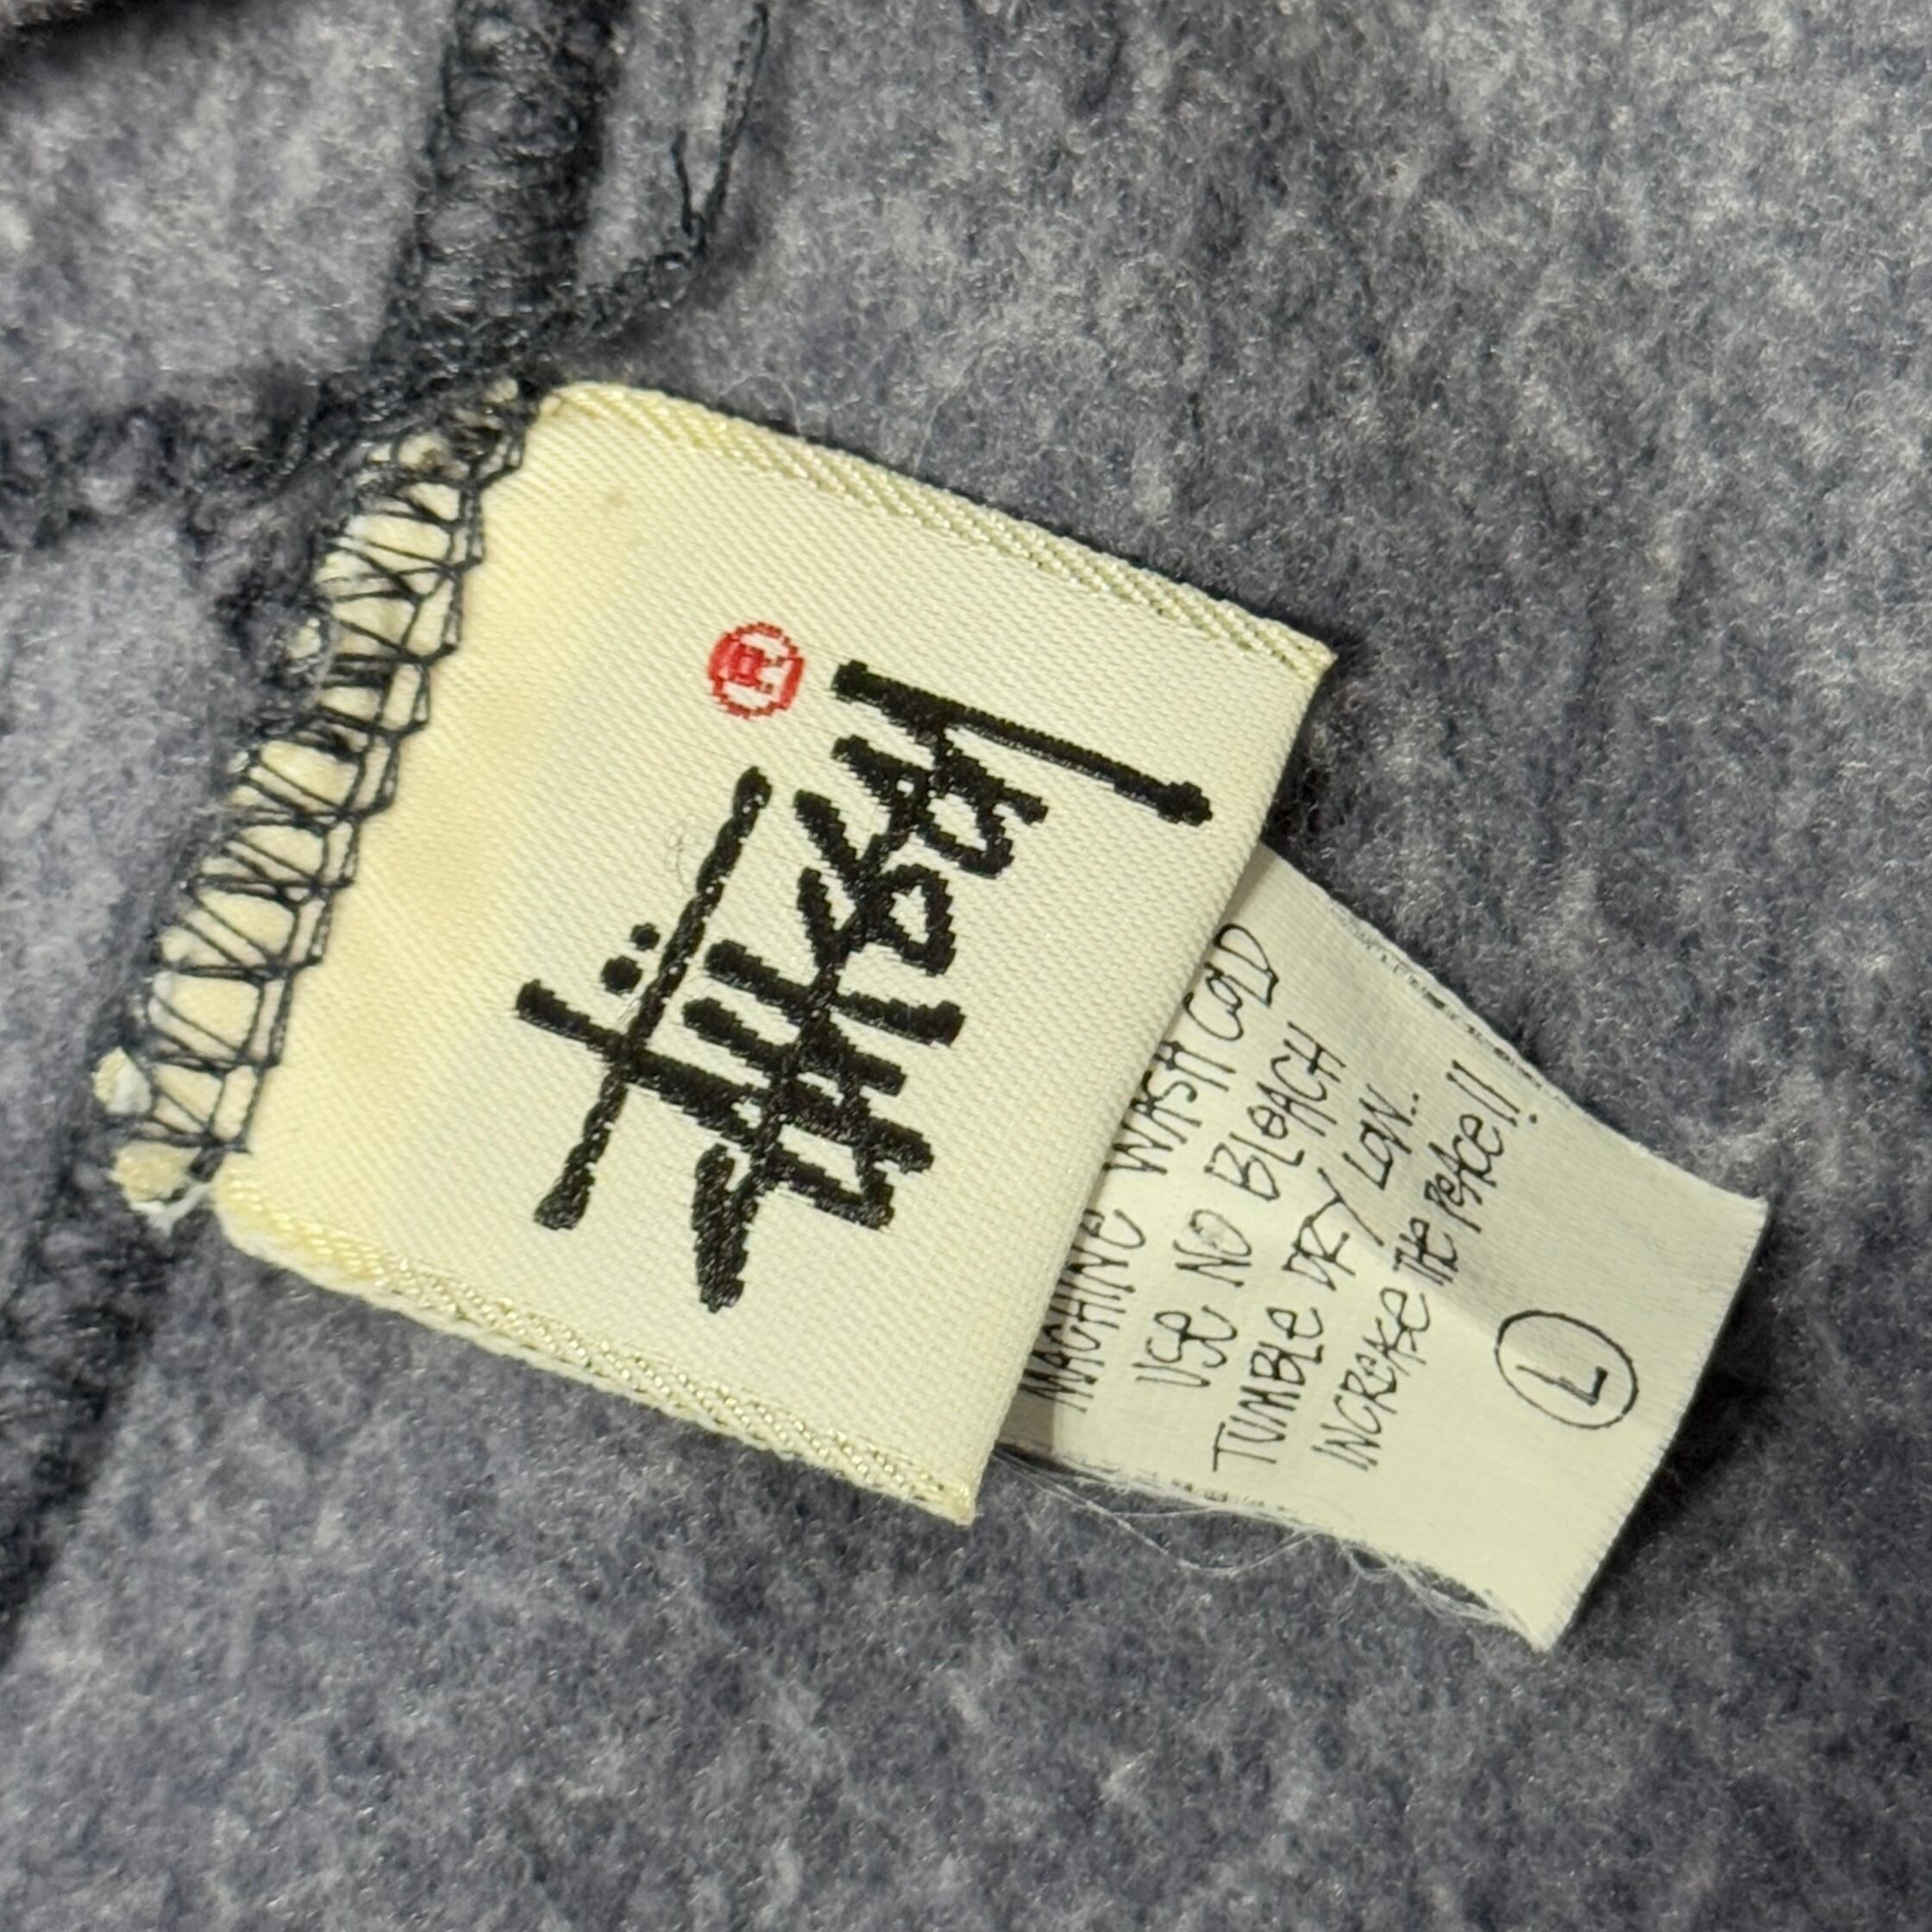 Stüssy ®
MACHINE WASH COLD
USE NO BLEACH
TUMBLE DRY LOW..
INCREASE THE PEACE!!
L